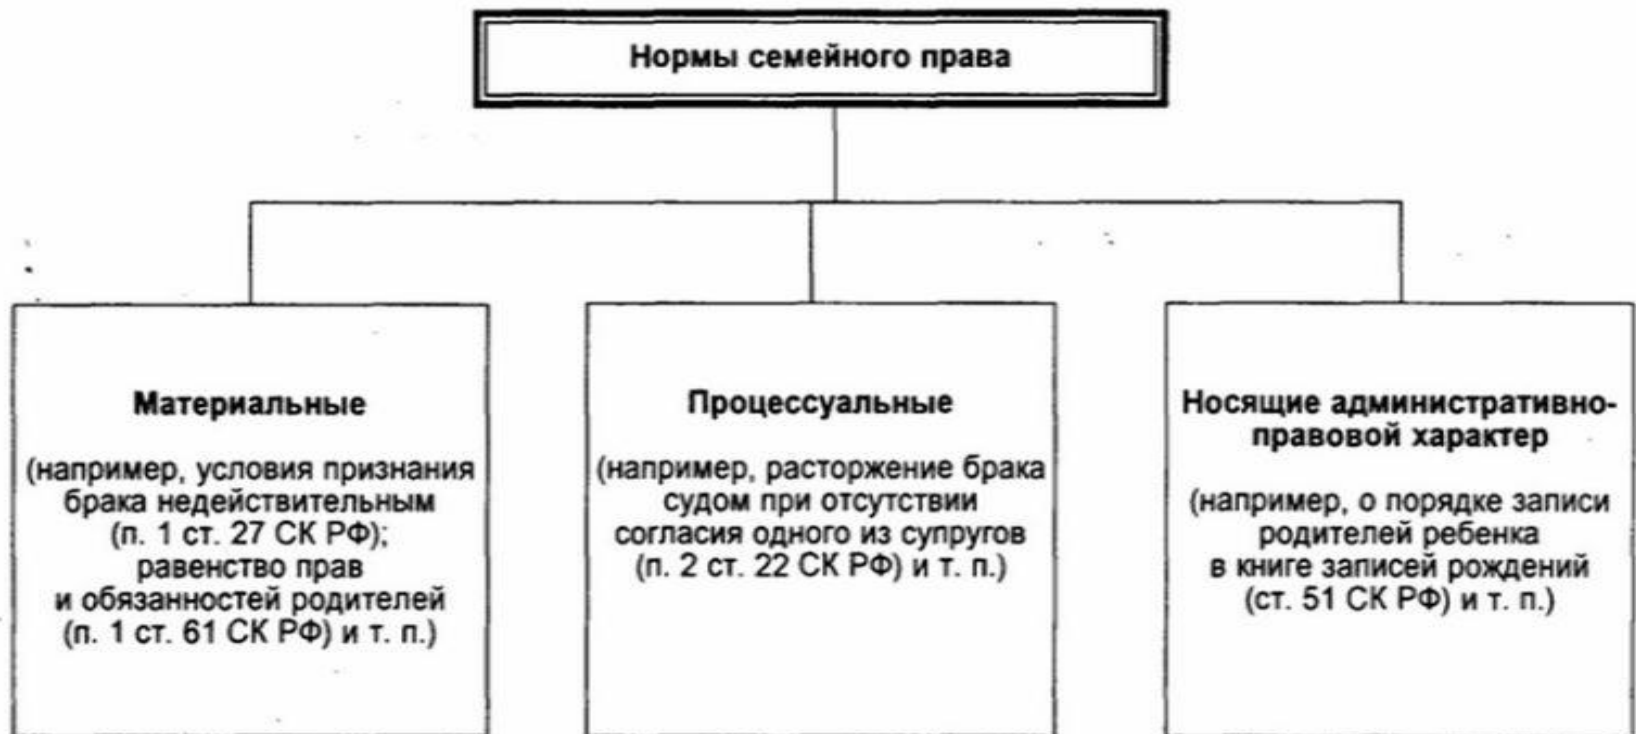 Нормы семейного права
Материальные
(например, условия признания
брака недействительным
(п. 1 ст. 27 СК РФ);
равенство прав
и обязанностей родителей
(п. 1 ст. 61 СК РФ) и т. п.)
Процессуальные
(например, расторжение брака
судом при отсутствии
согласия одного из супругов
(п. 2 ст. 22 СК РФ) и т. п.)
Носящие административно-
правовой характер
(например, о порядке записи
родителей ребенка
в книге записей рождений
(ст. 51 СК РФ) и т. п.)